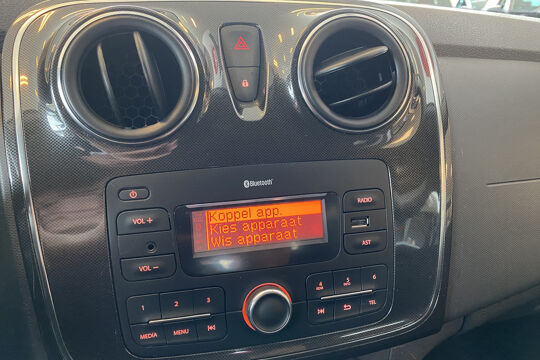 Bluetooth
VOL +
Koppel app.
Kies apparaat
Wis apparaat
RADIO
VOL −
AST
1 2 3
4 5 6
MEDIA MENU
TEL